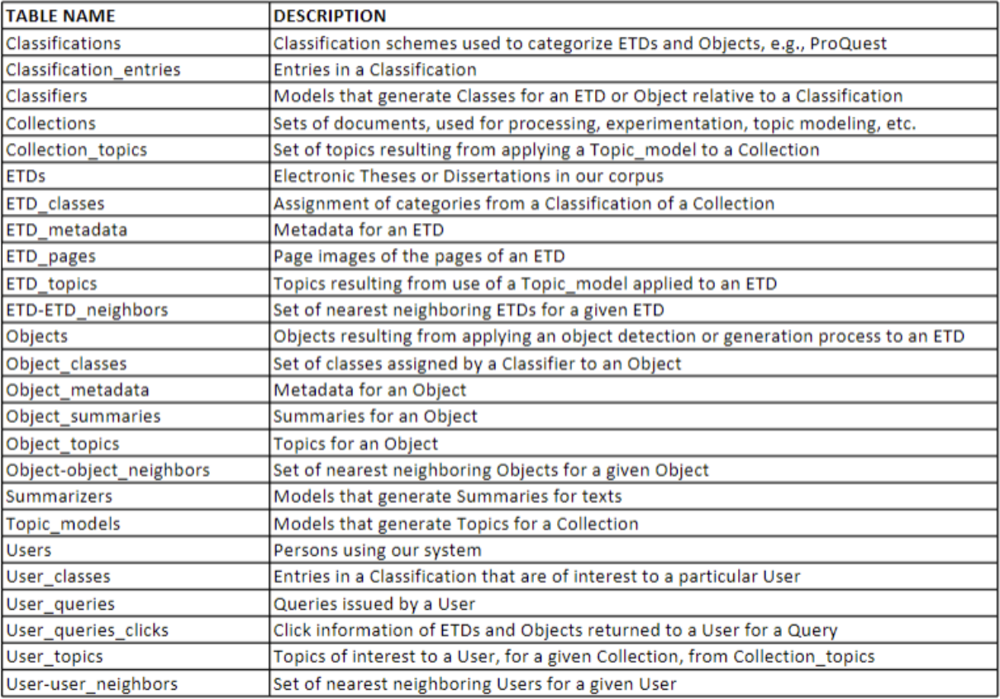 TABLE NAME DESCRIPTION
Classifications Classification schemes used to categorize ETDs and Objects, e.g., ProQuest
Classification_entries Entries in a Classification
Classifiers Models that generate Classes for an ETD or Object relative to a Classification
Collections Sets of documents, used for processing, experimentation, topic modeling, etc.
Collection_topics Set of topics resulting from applying a Topic_model to a Collection
ETDs Electronic Theses or Dissertations in our corpus
ETD_classes Assignment of categories from a Classification of a Collection
ETD_metadata Metadata for an ETD
ETD_pages Page images of the pages of an ETD
ETD_topics Topics resulting from use of a Topic_model applied to an ETD
ETD-ETD_neighbors Set of nearest neighboring ETDs for a given ETD
Objects Objects resulting from applying an object detection or generation process to an ETD
Object_classes Set of classes assigned by a Classifier to an Object
Object_metadata Metadata for an Object
Object_summaries Summaries for an Object
Object_topics Topics for an Object
Object-object_neighbors Set of nearest neighboring Objects for a given Object
Summarizers Models that generate Summaries for texts
Topic_models Models that generate Topics for a Collection
Users Persons using our system
User_classes Entries in a Classification that are of interest to a particular User
User_queries Queries issued by a User
User_queries_clicks Click information of ETDs and Objects returned to a User for a Query
User_topics Topics of interest to a User, for a given Collection, from Collection_topics
User-user_neighbors Set of nearest neighboring Users for a given User